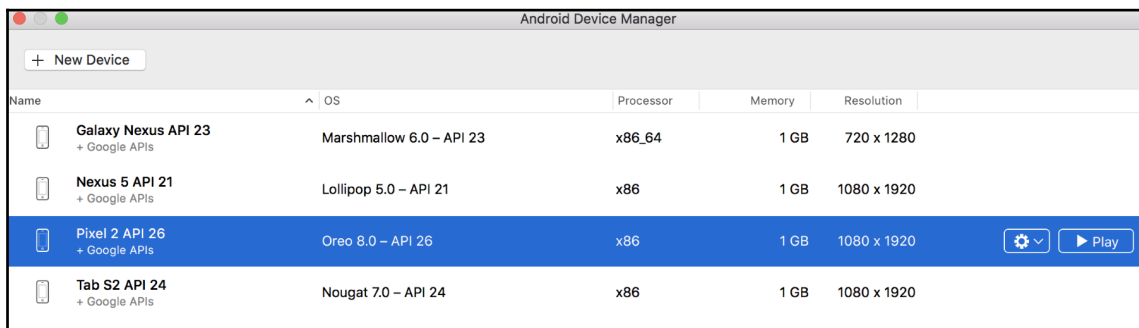 Android Device Manager
+ New Device
Name OS Processor Memory Resolution
Galaxy Nexus API 23
+ Google APIs
Marshmallow 6.0 – API 23 x86_64 1 GB 720 x 1280
Nexus 5 API 21
+ Google APIs
Lollipop 5.0 – API 21 x86 1 GB 1080 x 1920
Pixel 2 API 26
+ Google APIs
Oreo 8.0 – API 26 x86 1 GB 1080 x 1920 Play
Tab S2 API 24
+ Google APIs
Nougat 7.0 – API 24 x86 1 GB 1080 x 1920